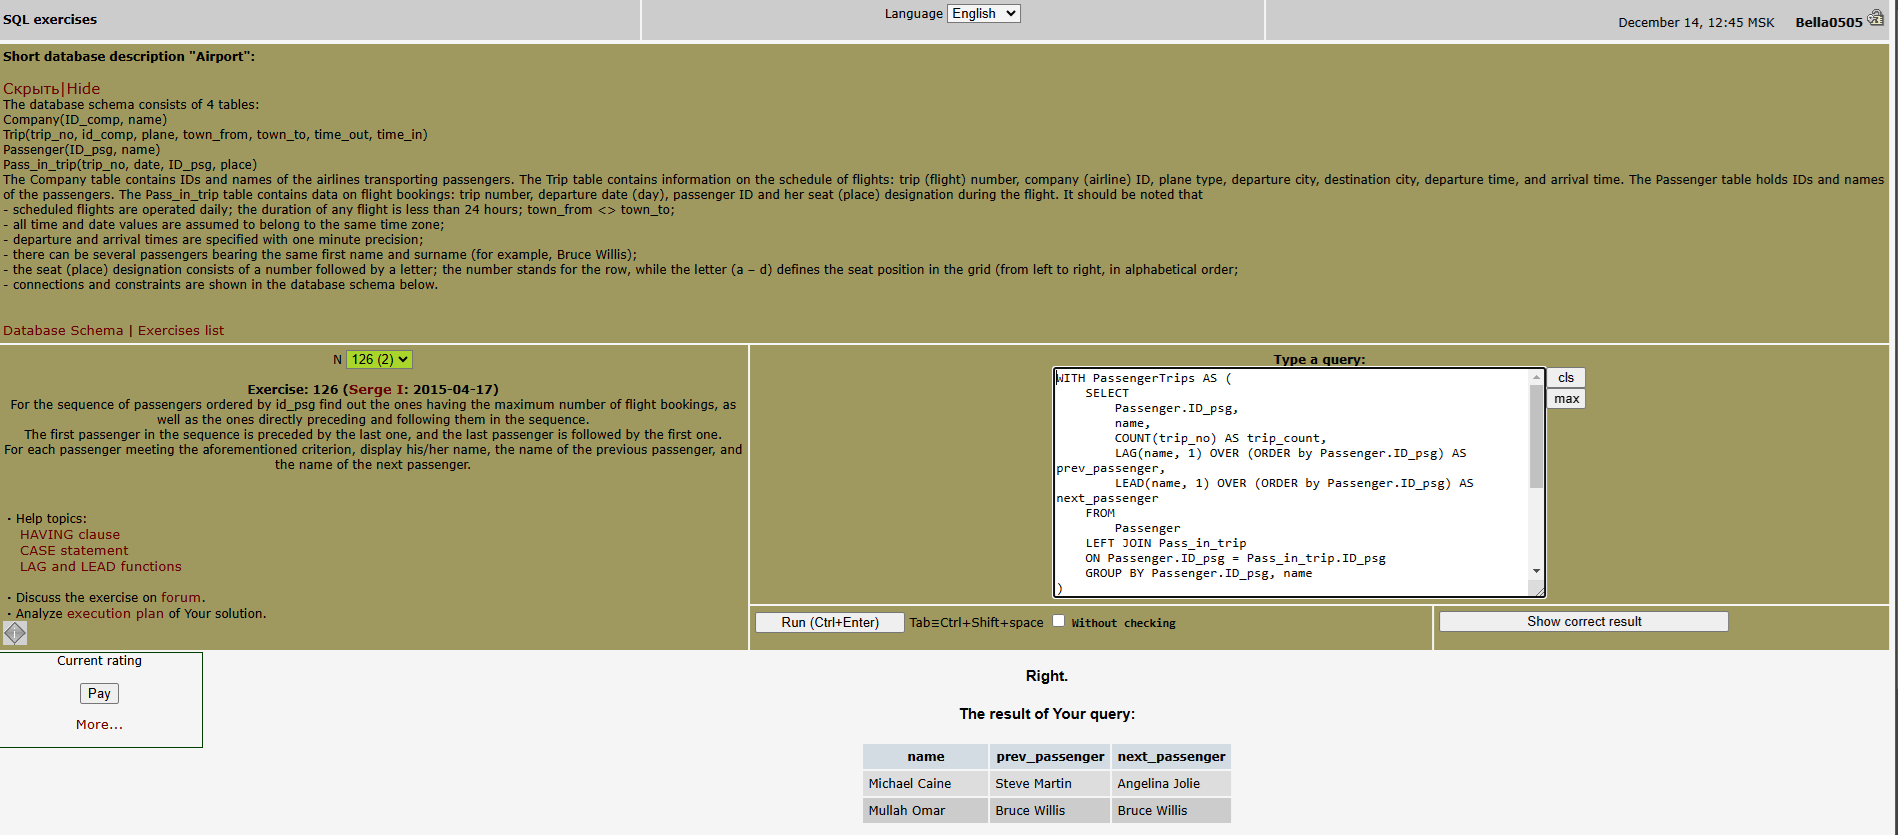 SQL exercises
Language English
December 14, 12:45 MSK Bella0505
Short database description "Airport":
Скрыть|Hide
The database schema consists of 4 tables:
Company(ID_comp, name)
Trip(trip_no, id_comp, plane, town_from, town_to, time_out, time_in)
Passenger(ID_psg, name)
Pass_in_trip(trip_no, date, ID_psg, place)
The Company table contains IDs and names of the airlines transporting passengers. The Trip table contains information on the schedule of flights: trip (flight) number, company (airline) ID, plane type, departure city, destination city, departure time, and arrival time. The Passenger table holds IDs and names
of the passengers. The Pass_in_trip table contains data on flight bookings: trip number, departure date (day), passenger ID and her seat (place) designation during the flight. It should be noted that
- scheduled flights are operated daily; the duration of any flight is less than 24 hours; town_from <> town_to;
- all time and date values are assumed to belong to the same time zone;
- departure and arrival times are specified with one minute precision;
- there can be several passengers bearing the same first name and surname (for example, Bruce Willis);
- the seat (place) designation consists of a number followed by a letter; the number stands for the row, while the letter (a – d) defines the seat position in the grid (from left to right, in alphabetical order;
- connections and constraints are shown in the database schema below.
Database Schema | Exercises list
N 126 (2)
Exercise: 126 (Serge I: 2015-04-17)
For the sequence of passengers ordered by id_psg find out the ones having the maximum number of flight bookings, as
well as the ones directly preceding and following them in the sequence.
The first passenger in the sequence is preceded by the last one, and the last passenger is followed by the first one.
For each passenger meeting the aforementioned criterion, display his/her name, the name of the previous passenger, and
the name of the next passenger.
· Help topics:
HAVING clause
CASE statement
LAG and LEAD functions
· Discuss the exercise on forum.
· Analyze execution plan of Your solution.
Type a query:
WITH PassengerTrips AS (
SELECT
Passenger.ID_psg,
name,
COUNT(trip_no) AS trip_count,
LAG(name, 1) OVER (ORDER by Passenger.ID_psg) AS
prev_passenger,
LEAD(name, 1) OVER (ORDER by Passenger.ID_psg) AS
next_passenger
FROM
Passenger
LEFT JOIN Pass_in_trip
ON Passenger.ID_psg = Pass_in_trip.ID_psg
GROUP BY Passenger.ID_psg, name
)
cls
max
Run (Ctrl+Enter) Tab≡Ctrl+Shift+space Without checking
Show correct result
Current rating
Pay
More...
Right.
The result of Your query:
name prev_passenger next_passenger
Michael Caine Steve Martin Angelina Jolie
Mullah Omar Bruce Willis Bruce Willis